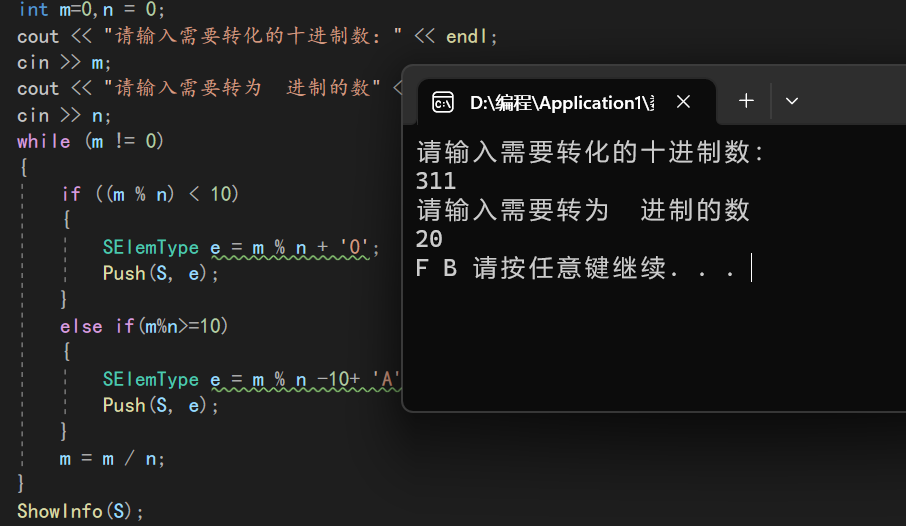 int m=0,n = 0;
cout << "请输入需要转化的十进制数：" << endl;
cin >> m;
cout << "请输入需要转为  进制的数" <
cin >> n;
while (m != 0)
{
if ((m % n) < 10)
{
SElemType e = m % n + '0';
Push(S, e);
}
else if(m%n>=10)
{
SElemType e = m % n -10+ 'A'
Push(S, e);
}
m = m / n;
}
ShowInfo(S);
D:\编程\Application1\
请输入需要转化的十进制数：
311
请输入需要转为  进制的数
20
F B 请按任意键继续. . .